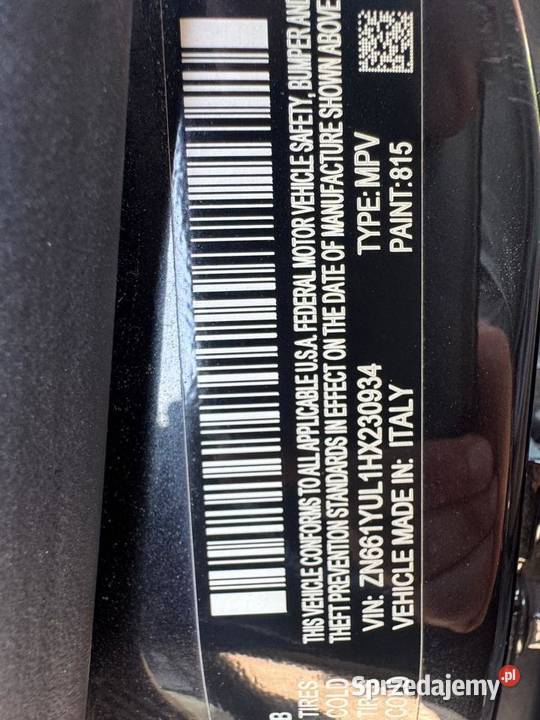 THIS VEHICLE CONFORMS TO ALL APPLICABLE U.S.A. FEDERAL MOTOR VEHICLE SAFETY, BUMPER AND
THEFT PREVENTION STANDARDS IN EFFECT ON THE DATE OF MANUFACTURE SHOWN ABOVE
VIN: ZN661YUL1HX230934 TYPE: MPV
VEHICLE MADE IN: ITALY PAINT: 815
B
TIRES
COLD
Sprzedajemy.pl